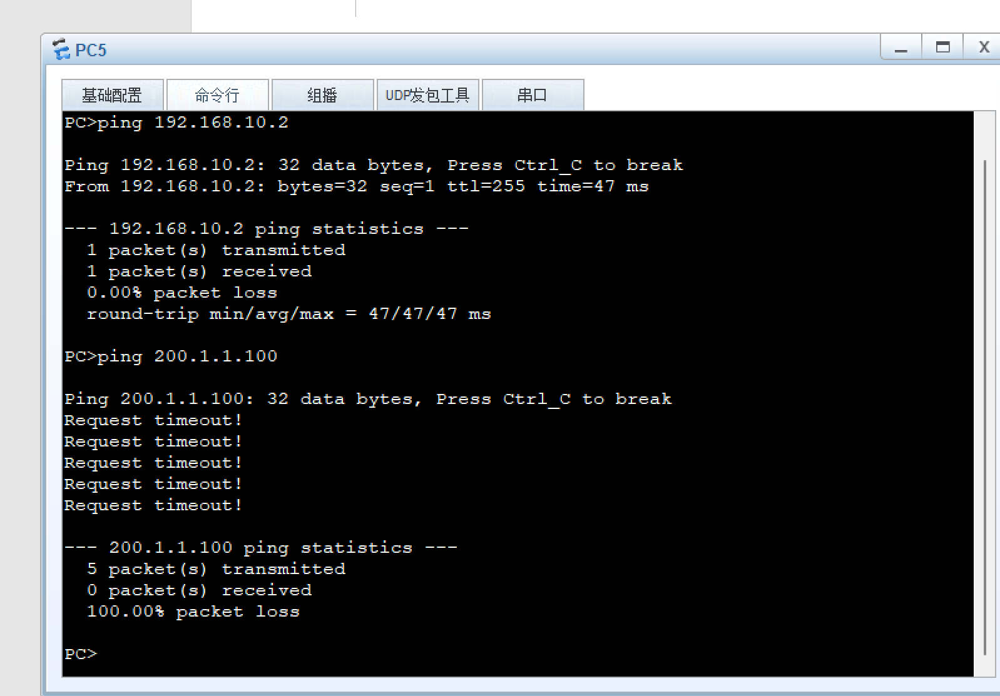 PC5
基础配置 命令行 组播 UDP发包工具 串口
PC>ping 192.168.10.2
Ping 192.168.10.2: 32 data bytes, Press Ctrl_C to break
From 192.168.10.2: bytes=32 seq=1 ttl=255 time=47 ms
--- 192.168.10.2 ping statistics ---
1 packet(s) transmitted
1 packet(s) received
0.00% packet loss
round-trip min/avg/max = 47/47/47 ms
PC>ping 200.1.1.100
Ping 200.1.1.100: 32 data bytes, Press Ctrl_C to break
Request timeout!
Request timeout!
Request timeout!
Request timeout!
Request timeout!
--- 200.1.1.100 ping statistics ---
5 packet(s) transmitted
0 packet(s) received
100.00% packet loss
PC>